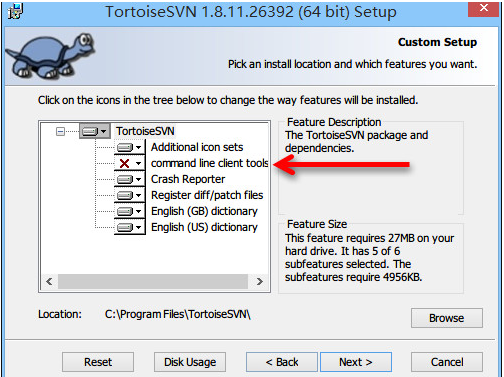 TortoiseSVN 1.8.11.26392 (64 bit) Setup
Custom Setup
Pick an install location and which features you want.
Click on the icons in the tree below to change the way features will be installed.
TortoiseSVN
Additional icon sets
command line client tools
Crash Reporter
Register diff/patch files
English (GB) dictionary
English (US) dictionary
Feature Description
The TortoiseSVN package and
dependencies.
Feature Size
This feature requires 27MB on your
hard drive. It has 5 of 6
subfeatures selected. The
subfeatures require 4956KB.
Location: C:\Program Files\TortoiseSVN\
Browse
Reset Disk Usage < Back Next > Cancel